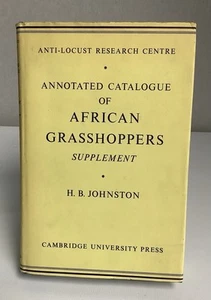 ANTI-LOCUST RESEARCH CENTRE
ANNOTATED CATALOGUE
OF
AFRICAN
GRASSHOPPERS
SUPPLEMENT
H. B. JOHNSTON
CAMBRIDGE UNIVERSITY PRESS